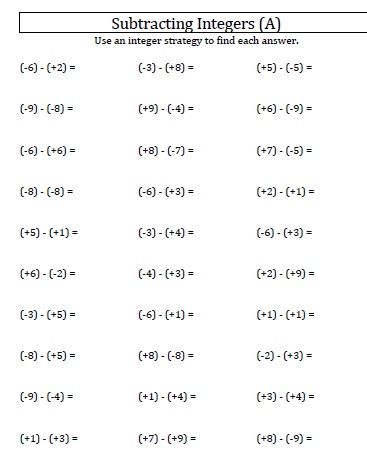 Subtracting Integers (A)
Use an integer strategy to find each answer.
(-6) - (+2) = (-3) - (+8) = (+5) - (-5) =
(-9) - (-8) = (+9) - (-4) = (+6) - (-9) =
(-6) - (+6) = (+8) - (-7) = (+7) - (-5) =
(-8) - (-8) = (-6) - (+3) = (+2) - (+1) =
(+5) - (+1) = (-3) - (+4) = (-6) - (+3) =
(+6) - (-2) = (-4) - (+3) = (+2) - (+9) =
(-3) - (+5) = (-6) - (+1) = (+1) - (+1) =
(-8) - (+5) = (+8) - (-8) = (-2) - (+3) =
(-9) - (-4) = (+1) - (+4) = (+3) - (+4) =
(+1) - (+3) = (+7) - (+9) = (+8) - (-9) =